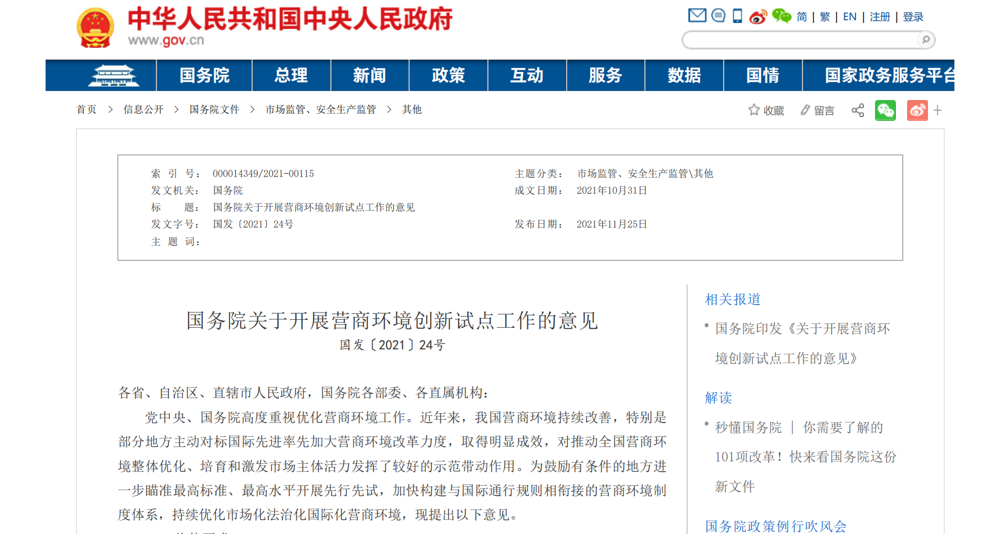 中华人民共和国中央人民政府
www.gov.cn
简 | 繁 | EN | 注册 | 登录
国务院 总理 新闻 政策 互动 服务 数据 国情 国家政务服务平台
首页 > 信息公开 > 国务院文件 > 市场监管、安全生产监管 > 其他
收藏 留言
索 引 号: 000014349/2021-00115 主题分类: 市场监管、安全生产监管\其他
发文机关: 国务院 成文日期: 2021年10月31日
标 题: 国务院关于开展营商环境创新试点工作的意见
发文字号: 国发〔2021〕24号 发布日期: 2021年11月25日
主 题 词:
国务院关于开展营商环境创新试点工作的意见
国发〔2021〕24号
各省、自治区、直辖市人民政府，国务院各部委、各直属机构：
党中央、国务院高度重视优化营商环境工作。近年来，我国营商环境持续改善，特别是
部分地方主动对标国际先进率先加大营商环境改革力度，取得明显成效，对推动全国营商环
境整体优化、培育和激发市场主体活力发挥了较好的示范带动作用。为鼓励有条件的地方进
一步瞄准最高标准、最高水平开展先行先试，加快构建与国际通行规则相衔接的营商环境制
度体系，持续优化市场化法治化国际化营商环境，现提出以下意见。
相关报道
国务院印发《关于开展营商环
境创新试点工作的意见》
解读
秒懂国务院｜你需要了解的
101项改革！快来看国务院这份
新文件
国务院政策例行吹风会